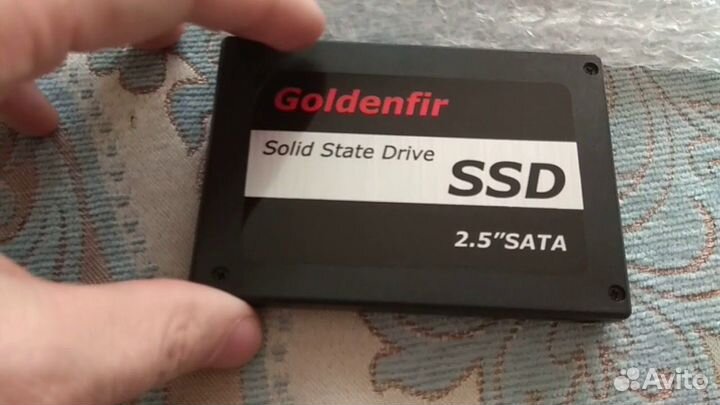 Goldenfir
Solid State Drive
SSD
2.5”SATA
Avito